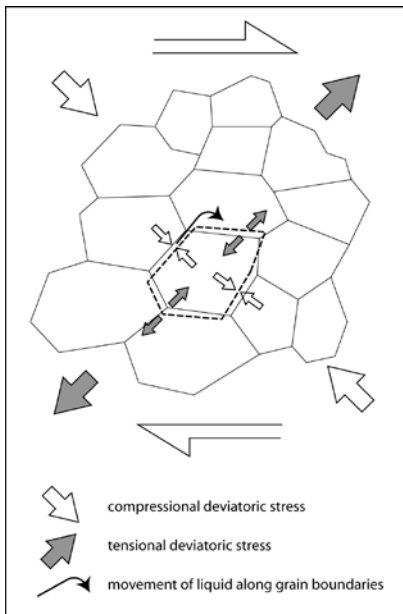 compressional deviatoric stress
tensional deviatoric stress
movement of liquid along grain boundaries